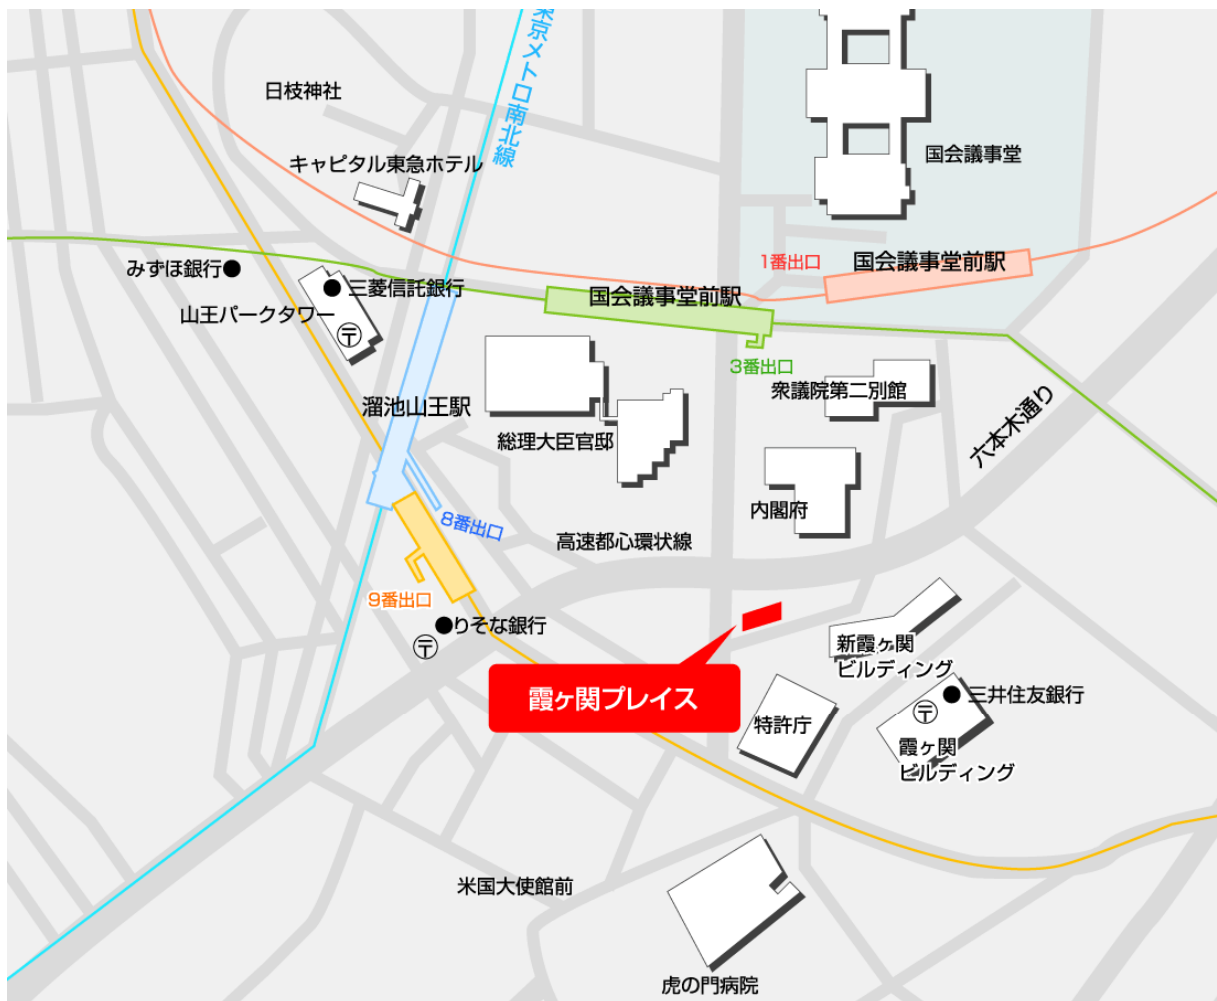 東京メトロ南北線
日枝神社
キャピタル東急ホテル
国会議事堂
みずほ銀行
三菱信託銀行
山王パークタワー
〒
1番出口
国会議事堂前駅
国会議事堂前駅
3番出口
衆議院第二別館
溜池山王駅
総理大臣官邸
六本木通り
内閣府
8番出口
高速都心環状線
9番出口
りそな銀行
〒
新霞ヶ関
ビルディング
霞ヶ関プレイス
特許庁
三井住友銀行
〒
霞ヶ関
ビルディング
米国大使館前
虎の門病院